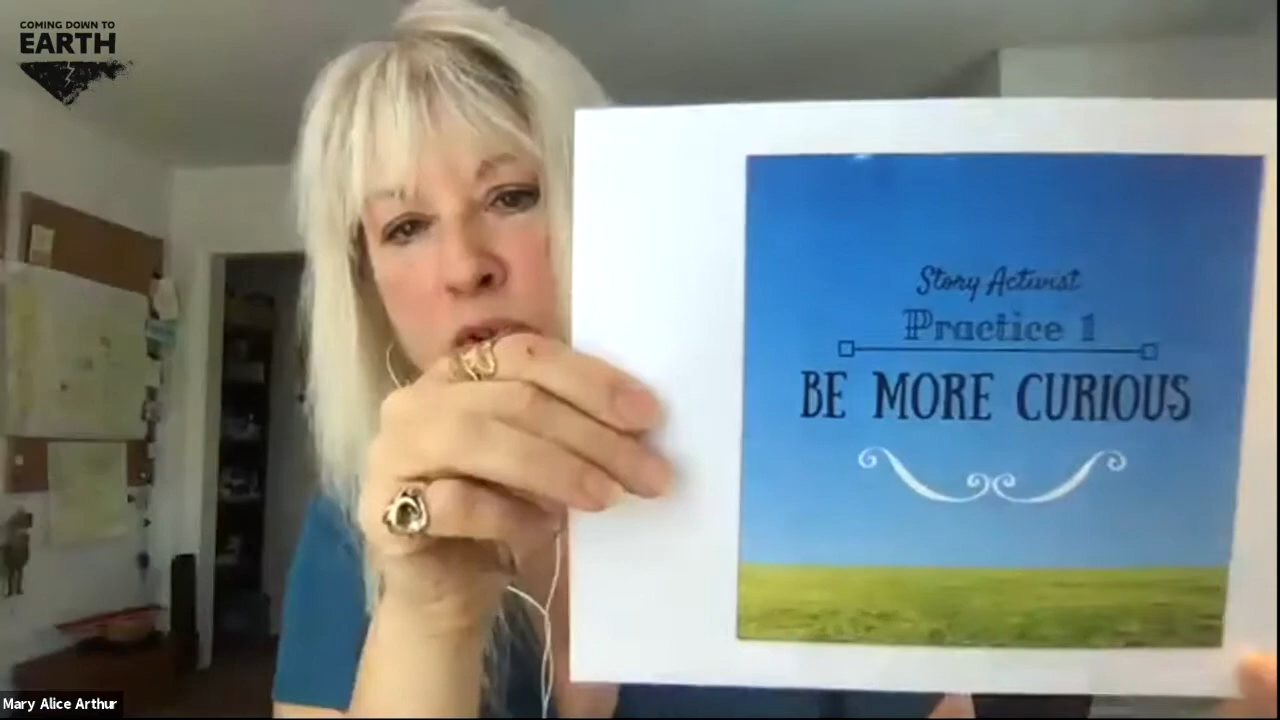 COMING DOWN TO
EARTH
Story Activist
Practice 1
BE MORE CURIOUS
Mary Alice Arthur